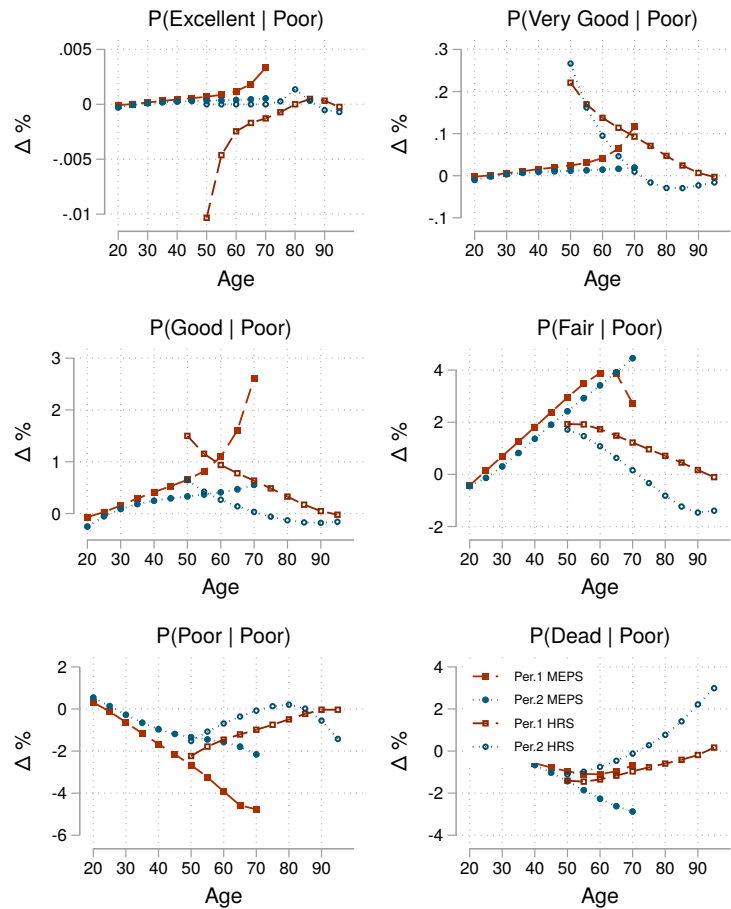 P(Excellent | Poor)
.005
0
-.005
-.01
Δ %
20 30 40 50 60 70 80 90
Age
P(Very Good | Poor)
.3
.2
.1
0
-.1
Δ %
20 30 40 50 60 70 80 90
Age
P(Good | Poor)
3
2
1
0
Δ %
20 30 40 50 60 70 80 90
Age
P(Fair | Poor)
4
2
0
-2
Δ %
20 30 40 50 60 70 80 90
Age
P(Poor | Poor)
2
0
-2
-4
-6
Δ %
20 30 40 50 60 70 80 90
Age
P(Dead | Poor)
4
2
0
-2
-4
Δ %
Per.1 MEPS
Per.2 MEPS
Per.1 HRS
Per.2 HRS
20 30 40 50 60 70 80 90
Age